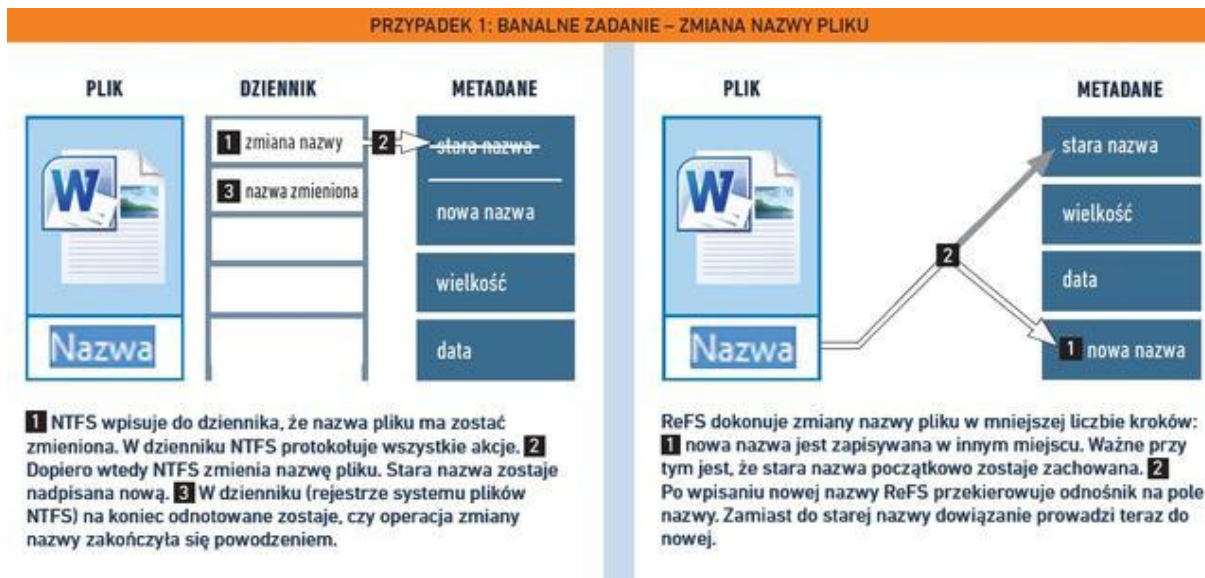 PRZYPADEK 1: BANALNE ZADANIE – ZMIANA NAZWY PLIKU
PLIK
DZIENNIK
METADANE
W
Nazwa
1 zmiana nazwy
2
3 nazwa zmieniona
stara nazwa
nowa nazwa
wielkość
data
1 NTFS wpisuje do dziennika, że nazwa pliku ma zostać
zmieniona. W dzienniku NTFS protokołuje wszystkie akcje. 2
Dopiero wtedy NTFS zmienia nazwę pliku. Stara nazwa zostaje
nadpisana nową. 3 W dzienniku (rejestrze systemu plików
NTFS) na koniec odnotowane zostaje, czy operacja zmiany
nazwy zakończyła się powodzeniem.
PLIK
METADANE
W
Nazwa
2
stara nazwa
wielkość
data
1 nowa nazwa
ReFS dokonuje zmiany nazwy pliku w mniejszej liczbie kroków:
1 nowa nazwa jest zapisywana w innym miejscu. Ważne przy
tym jest, że stara nazwa początkowo zostaje zachowana. 2
Po wpisaniu nowej nazwy ReFS przekierowuje odnośnik na pole
nazwy. Zamiast do starej nazwy dowiązanie prowadzi teraz do
nowej.